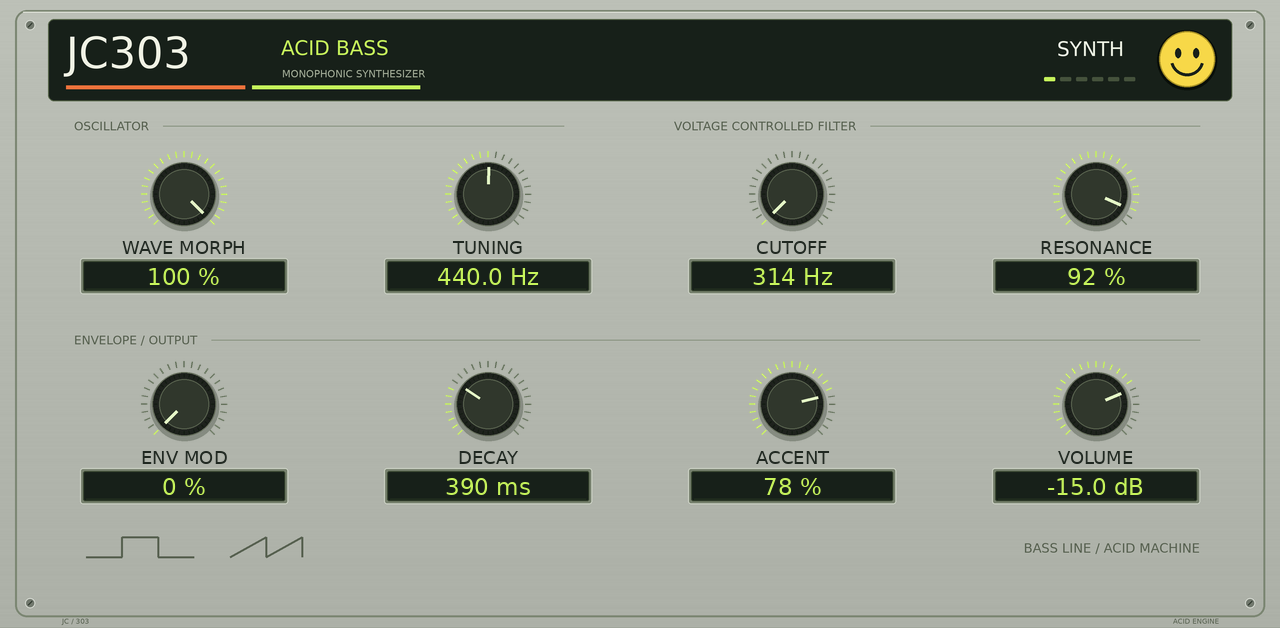 JC303
ACID BASS
MONOPHONIC SYNTHESIZER
SYNTH
OSCILLATOR
VOLTAGE CONTROLLED FILTER
WAVE MORPH
TUNING
CUTOFF
RESONANCE
100 %
440.0 Hz
314 Hz
92 %
ENVELOPE / OUTPUT
ENV MOD
DECAY
ACCENT
VOLUME
0 %
390 ms
78 %
-15.0 dB
BASS LINE / ACID MACHINE
JC / 303
ACID ENGINE